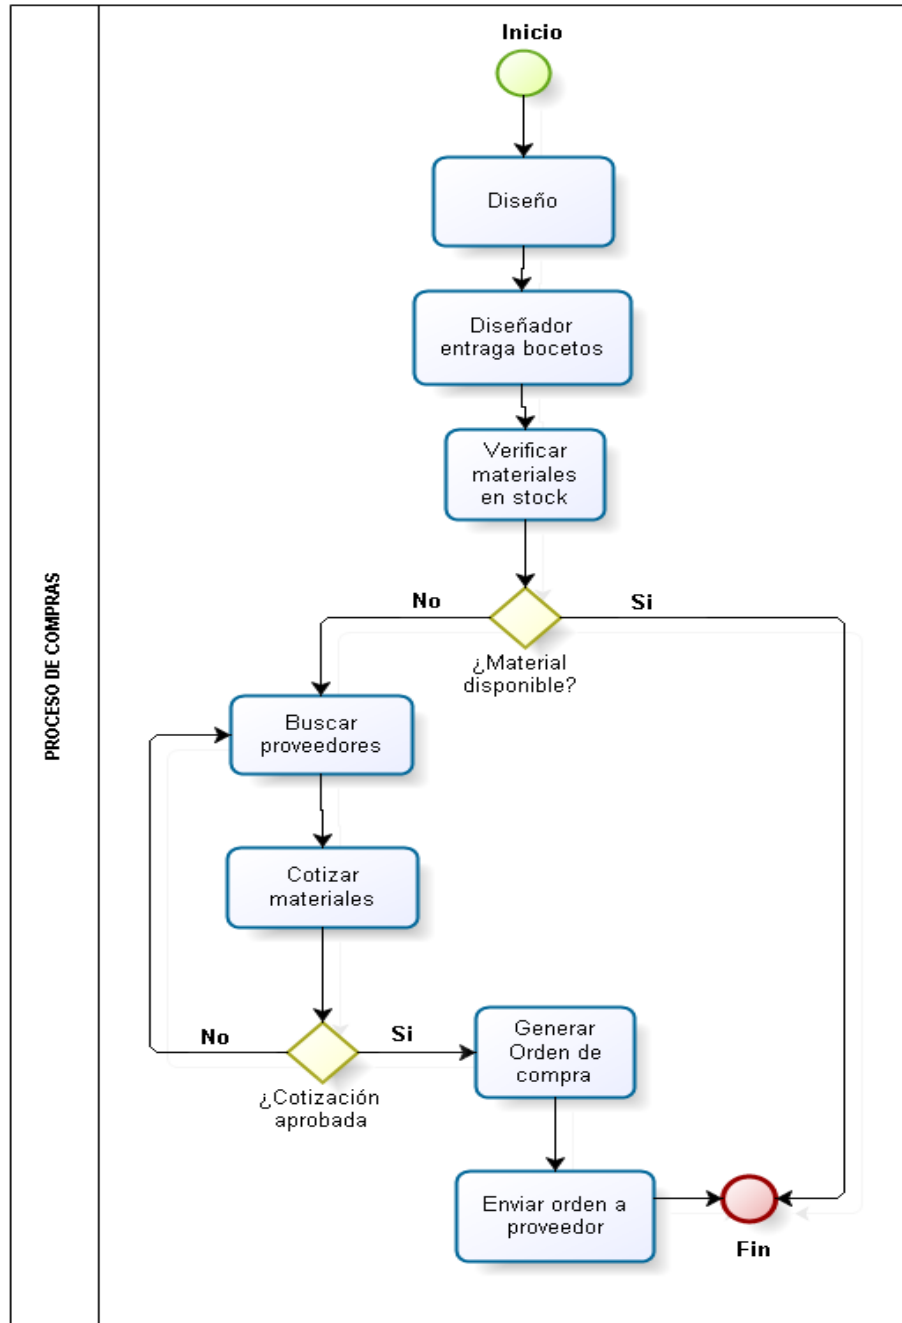 PROCESO DE COMPRAS
Inicio
Diseño
Diseñador
entraga bocetos
Verificar
materiales
en stock
No
Si
¿Material
disponible?
Buscar
proveedores
Cotizar
materiales
No
Si
¿Cotización
aprobada
Generar
Orden de
compra
Enviar orden a
proveedor
Fin